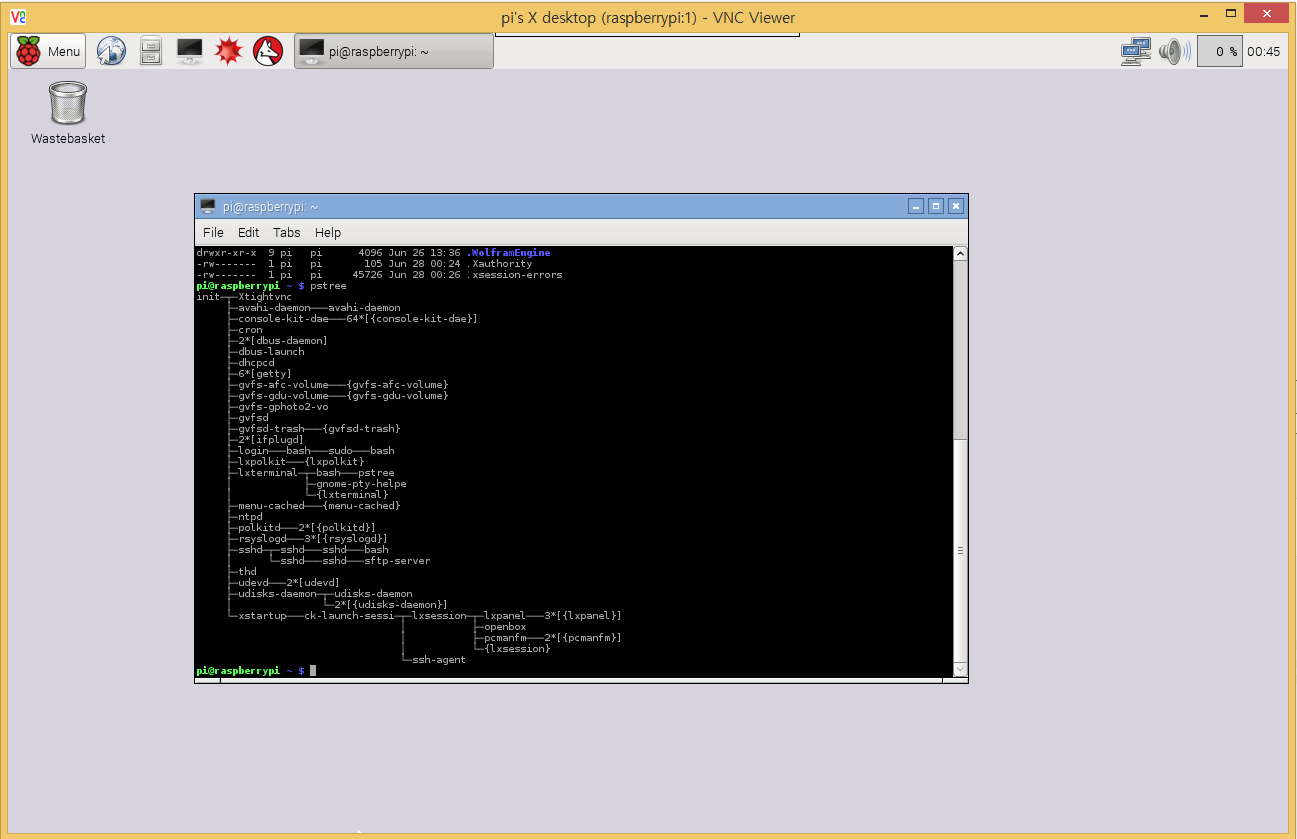 pi's X desktop (raspberrypi:1) - VNC Viewer
Menu
pi@raspberrypi: ~
0 %
00:45
Wastebasket
pi@raspberrypi: ~
File Edit Tabs Help
drwxr-xr-x  9 pi   pi      4096 Jun 26 13:36 .WolframEngine
-rw-------  1 pi   pi       105 Jun 28 00:24 .Xauthority
-rw-------  1 pi   pi     45726 Jun 28 00:26 .xsession-errors
pi@raspberrypi ~ $ pstree
init─┬─Xtightvnc
     ├─avahi-daemon───avahi-daemon
     ├─console-kit-dae───64*[{console-kit-dae}]
     ├─cron
     ├─2*[dbus-daemon]
     ├─dbus-launch
     ├─dhcpcd
     ├─6*[getty]
     ├─gvfs-afc-volume───{gvfs-afc-volume}
     ├─gvfs-gdu-volume───{gvfs-gdu-volume}
     ├─gvfs-gphoto2-vo
     ├─gvfsd
     ├─gvfsd-trash───{gvfsd-trash}
     ├─2*[ifplugd]
     ├─login───bash───sudo───bash
     ├─lxpolkit───{lxpolkit}
     ├─lxterminal─┬─bash───pstree
     │            ├─gnome-pty-helpe
     │            └─{lxterminal}
     ├─menu-cached───{menu-cached}
     ├─ntpd
     ├─polkitd───2*[{polkitd}]
     ├─rsyslogd───3*[{rsyslogd}]
     ├─sshd─┬─sshd───sshd───bash
     │      └─sshd───sshd───sftp-server
     ├─thd
     ├─udevd───2*[udevd]
     ├─udisks-daemon─┬─udisks-daemon
     │               └─2*[{udisks-daemon}]
     └─xstartup───ck-launch-sessi─┬─lxsession─┬─lxpanel───3*[{lxpanel}]
                                  │           ├─openbox
                                  │           ├─pcmanfm───2*[{pcmanfm}]
                                  │           └─{lxsession}
                                  └─ssh-agent
pi@raspberrypi ~ $